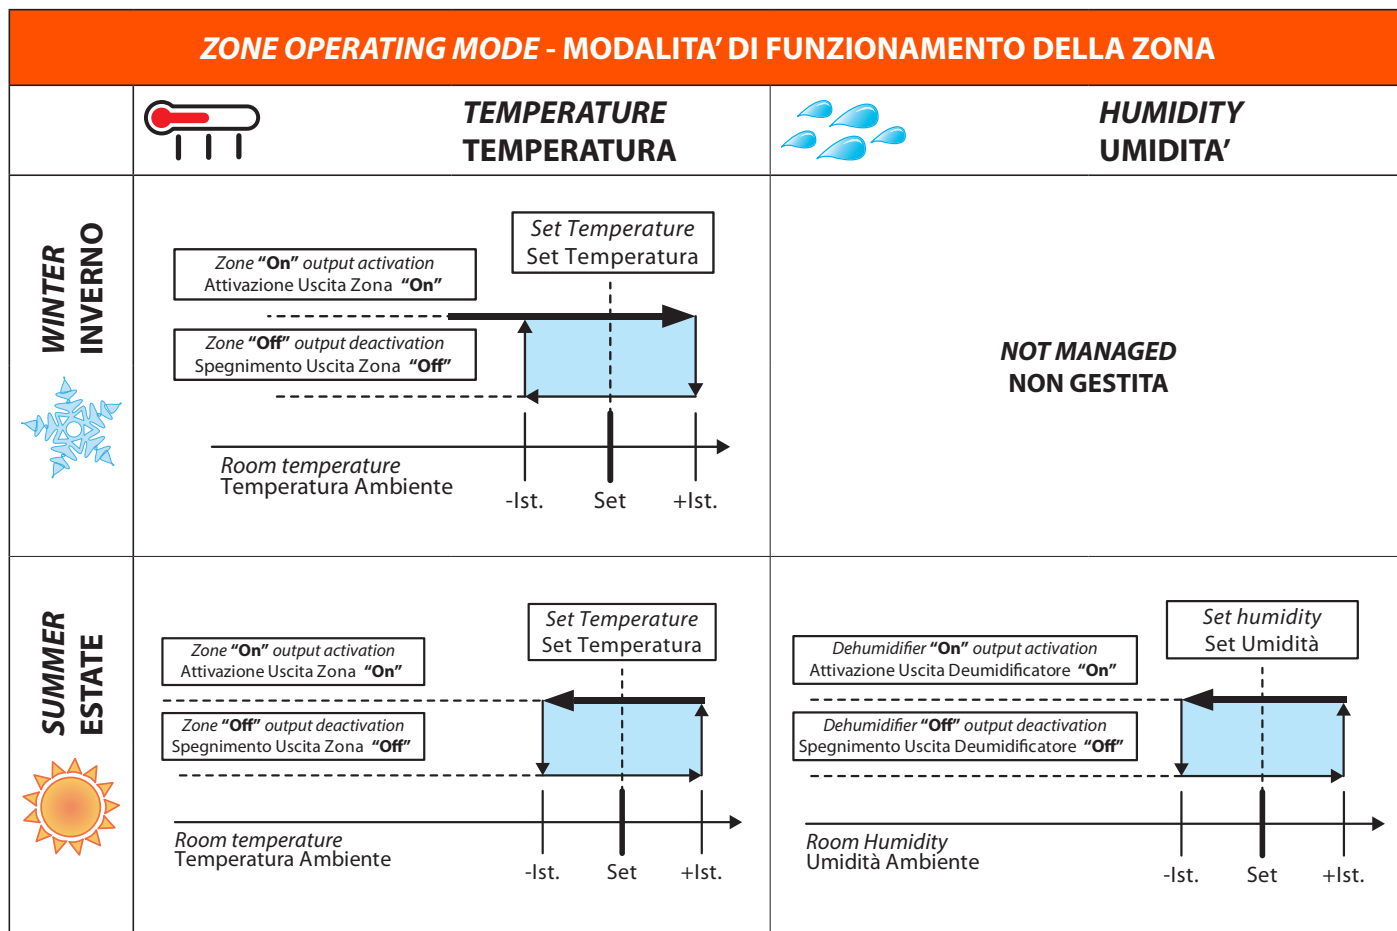 ZONE OPERATING MODE - MODALITA’ DI FUNZIONAMENTO DELLA ZONA
TEMPERATURE
TEMPERATURA
HUMIDITY
UMIDITA’
WINTER
INVERNO
Set Temperature
Set Temperatura
Zone “On” output activation
Attivazione Uscita Zona “On”
Zone “Off” output deactivation
Spegnimento Uscita Zona “Off”
Room temperature
Temperatura Ambiente
-Ist.
Set
+Ist.
NOT MANAGED
NON GESTITA
SUMMER
ESTATE
Set Temperature
Set Temperatura
Zone “On” output activation
Attivazione Uscita Zona “On”
Zone “Off” output deactivation
Spegnimento Uscita Zona “Off”
Room temperature
Temperatura Ambiente
-Ist.
Set
+Ist.
Set humidity
Set Umidità
Dehumidifier “On” output activation
Attivazione Uscita Deumidificatore “On”
Dehumidifier “Off” output deactivation
Spegnimento Uscita Deumidificatore “Off”
Room Humidity
Umidità Ambiente
-Ist.
Set
+Ist.